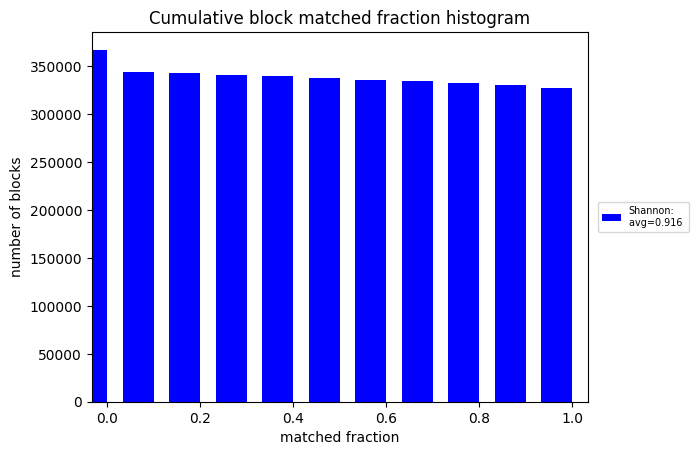 Cumulative block matched fraction histogram
number of blocks
350000
300000
250000
200000
150000
100000
50000
0
0.0 0.2 0.4 0.6 0.8 1.0
matched fraction
Shannon:
avg=0.916